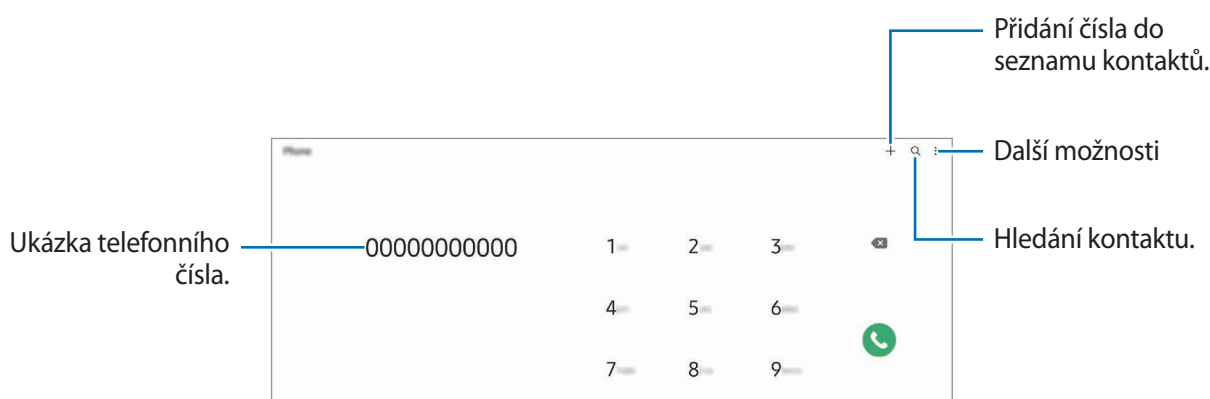 Přidání čísla do
seznamu kontaktů.
Phone
Další možnosti
Ukázka telefonního
čísla.
00000000000
1 2 3
Hledání kontaktu.
4 5 6
7 8 9